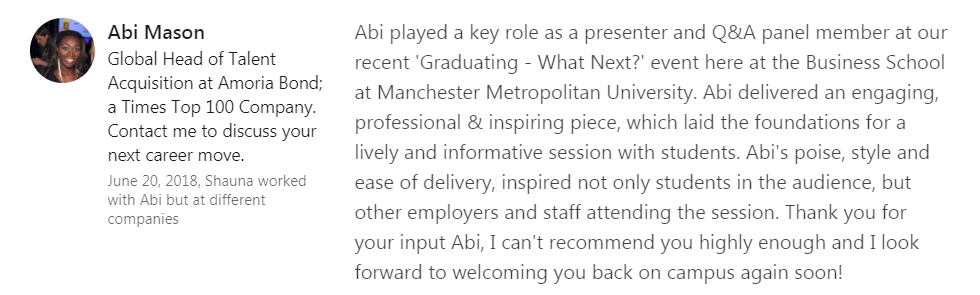 Abi Mason
Global Head of Talent
Acquisition at Amoria Bond;
a Times Top 100 Company.
Contact me to discuss your
next career move.
June 20, 2018, Shauna worked
with Abi but at different
companies
Abi played a key role as a presenter and Q&A panel member at our
recent 'Graduating - What Next?' event here at the Business School
at Manchester Metropolitan University. Abi delivered an engaging,
professional & inspiring piece, which laid the foundations for a
lively and informative session with students. Abi's poise, style and
ease of delivery, inspired not only students in the audience, but
other employers and staff attending the session. Thank you for
your input Abi, I can't recommend you highly enough and I look
forward to welcoming you back on campus again soon!